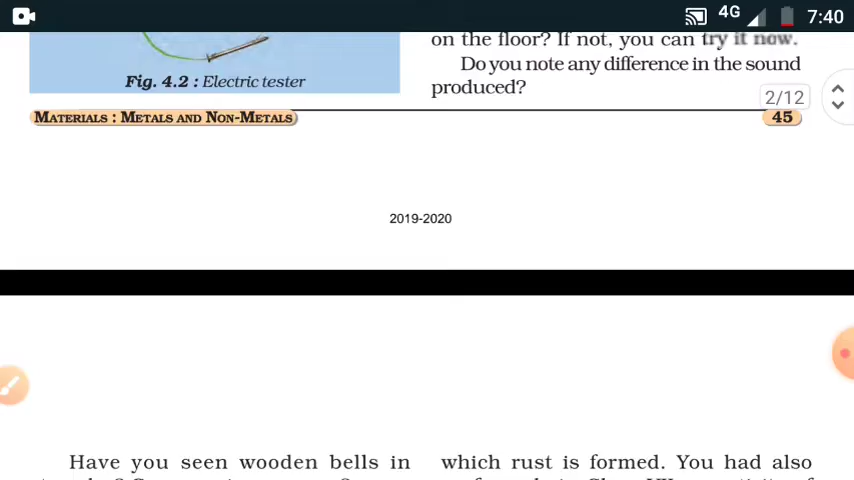 4G 7:40
on the floor? If not, you can try it now.
Do you note any difference in the sound
produced?
Fig. 4.2 : Electric tester
2/12
MATERIALS : METALS AND NON-METALS 45
2019-2020
Have you seen wooden bells in
which rust is formed. You had also